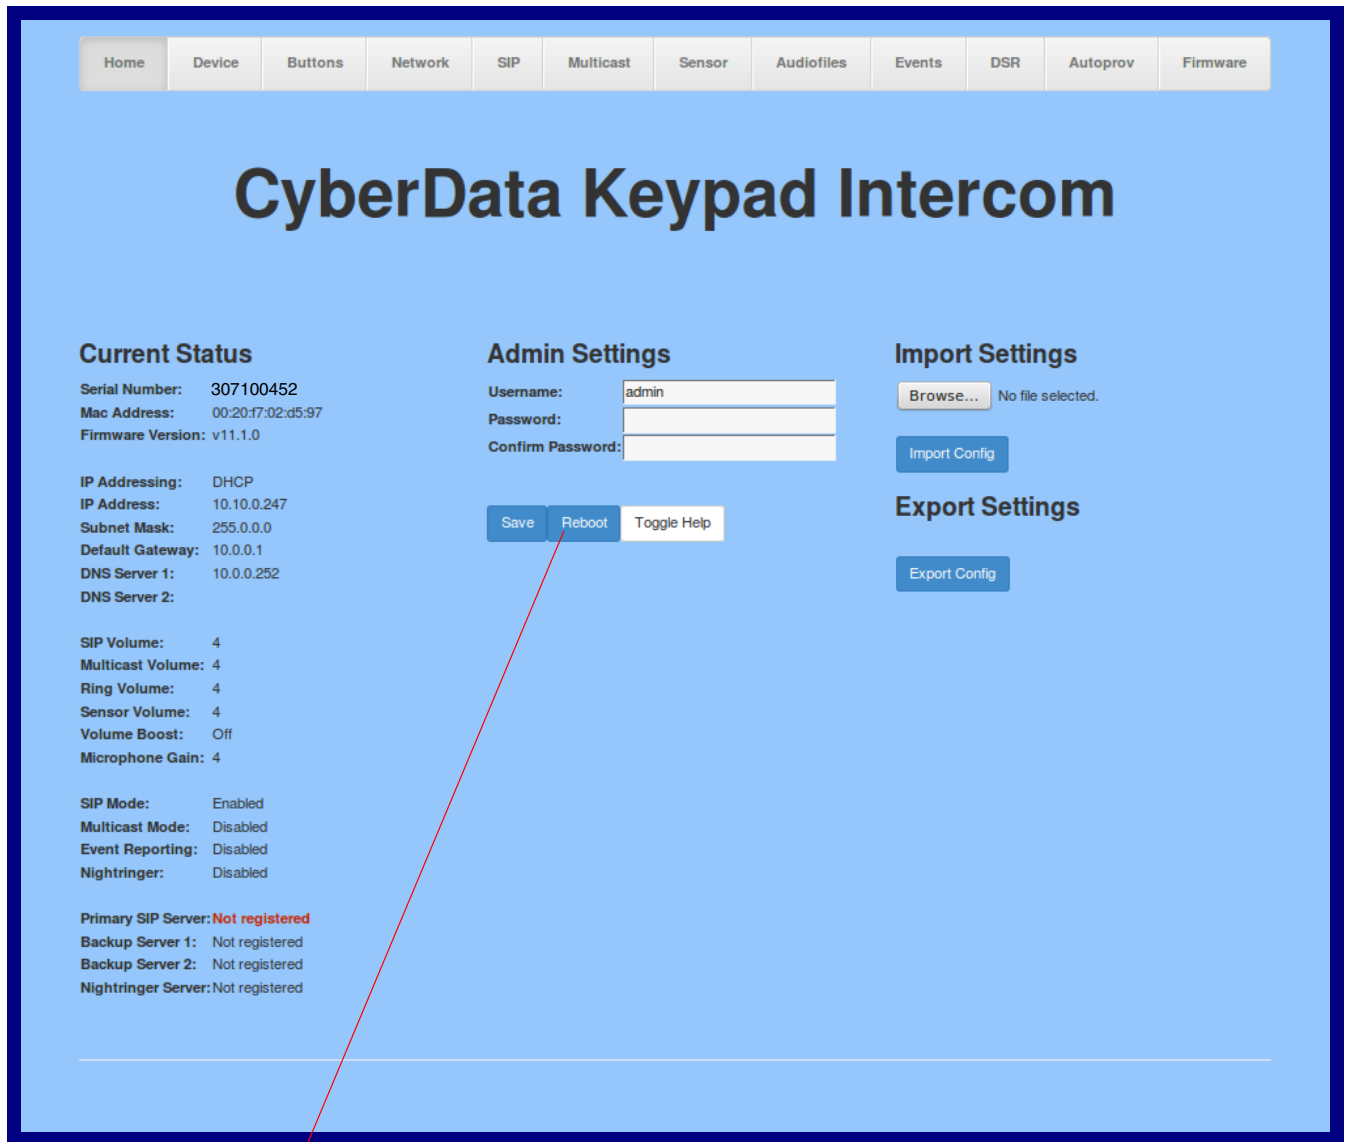 Home Device Buttons Network SIP Multicast Sensor Audiofiles Events DSR Autoprov Firmware
CyberData Keypad Intercom
Current Status
Serial Number: 307100452
Mac Address: 00:20:f7:02:d5:97
Firmware Version: v11.1.0
IP Addressing: DHCP
IP Address: 10.10.0.247
Subnet Mask: 255.0.0.0
Default Gateway: 10.0.0.1
DNS Server 1: 10.0.0.252
DNS Server 2:
SIP Volume: 4
Multicast Volume: 4
Ring Volume: 4
Sensor Volume: 4
Volume Boost: Off
Microphone Gain: 4
SIP Mode: Enabled
Multicast Mode: Disabled
Event Reporting: Disabled
Nightringer: Disabled
Primary SIP Server: Not registered
Backup Server 1: Not registered
Backup Server 2: Not registered
Nightringer Server: Not registered
Admin Settings
Username: admin
Password:
Confirm Password:
Save Reboot Toggle Help
Import Settings
Browse... No file selected.
Import Config
Export Settings
Export Config